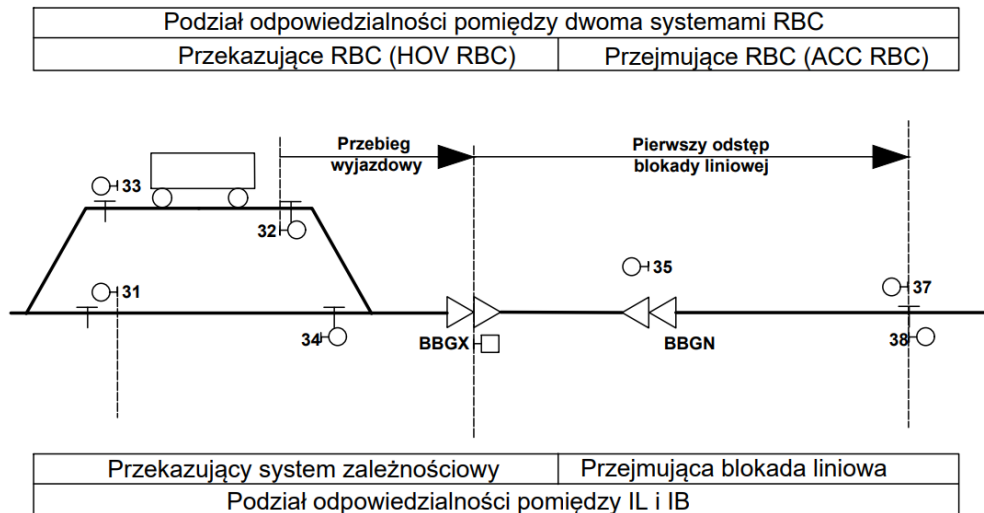 Podział odpowiedzialności pomiędzy dwoma systemami RBC
Przekazujące RBC (HOV RBC) Przejmujące RBC (ACC RBC)
Przebieg wyjazdowy
Pierwszy odstęp blokady liniowej
33
32
35
31
37
34
BBGX
BBGN
38
Przekazujący system zależnościowy Przejmująca blokada liniowa
Podział odpowiedzialności pomiędzy IL i IB